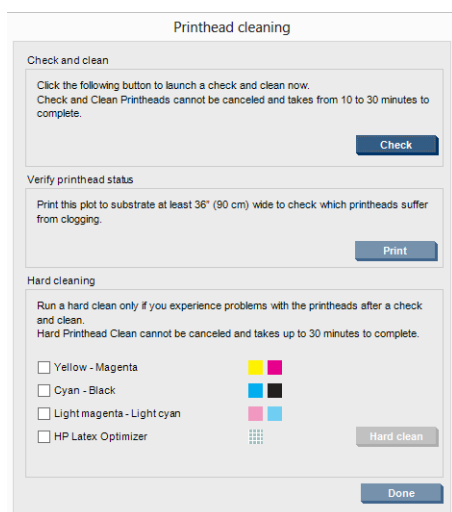 Printhead cleaning
Check and clean
Click the following button to launch a check and clean now.
Check and Clean Printheads cannot be canceled and takes from 10 to 30 minutes to
complete.
Check
Verify printhead status
Print this plot to substrate at least 36" (90 cm) wide to check which printheads suffer
from clogging.
Print
Hard cleaning
Run a hard clean only if you experience problems with the printheads after a check
and clean.
Hard Printhead Clean cannot be canceled and takes up to 30 minutes to complete.
Yellow - Magenta
Cyan - Black
Light magenta - Light cyan
HP Latex Optimizer
Hard clean
Done